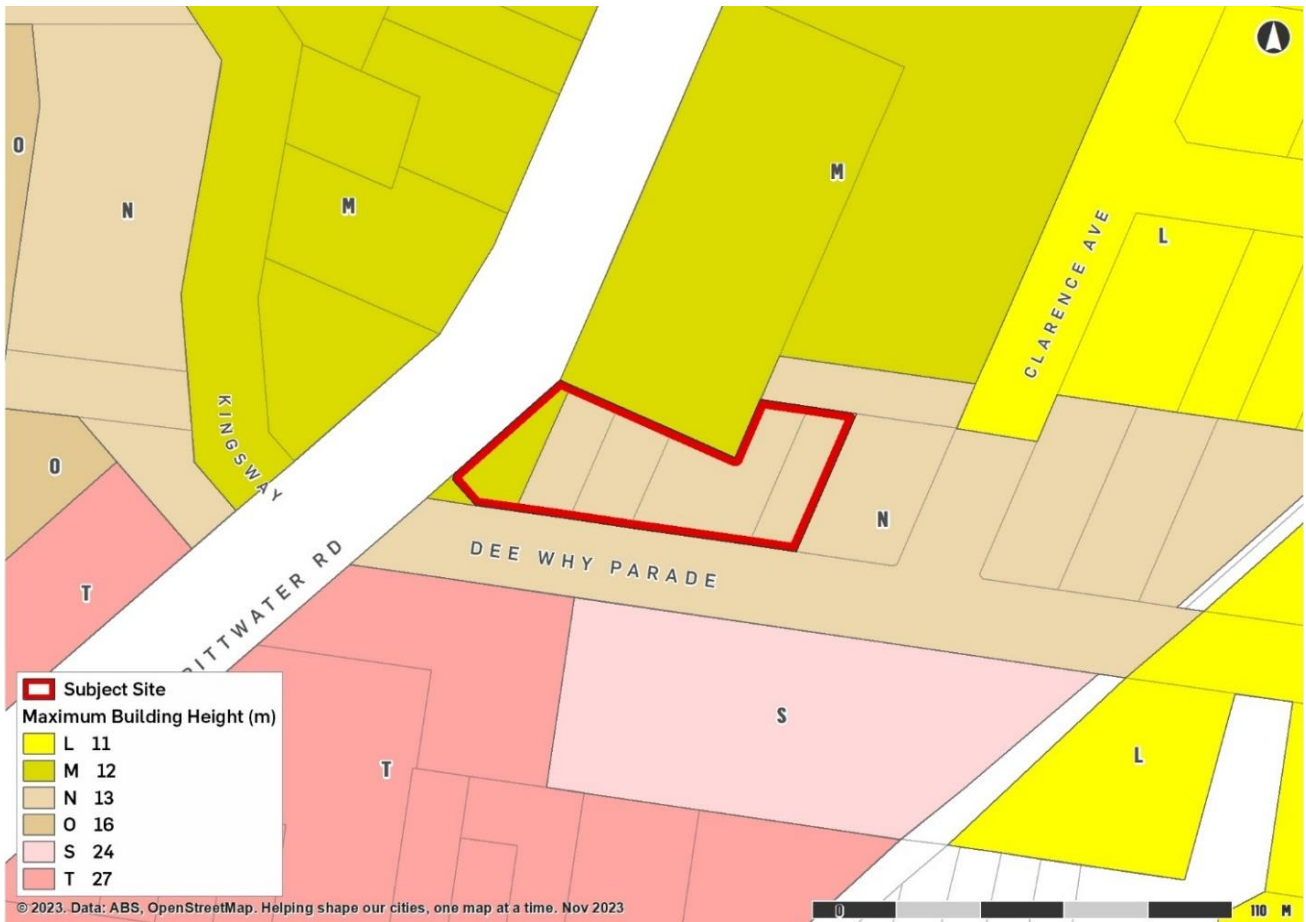 M
O
N
M
L
CLARENCE AVE
KINGSWAY
O
N
DEE WHY PARADE
T
PITTWATER RD
S
L
T
Subject Site
Maximum Building Height (m)
L 11
M 12
N 13
O 16
S 24
T 27
© 2023. Data: ABS, OpenStreetMap. Helping shape our cities, one map at a time. Nov 2023
0 110 M